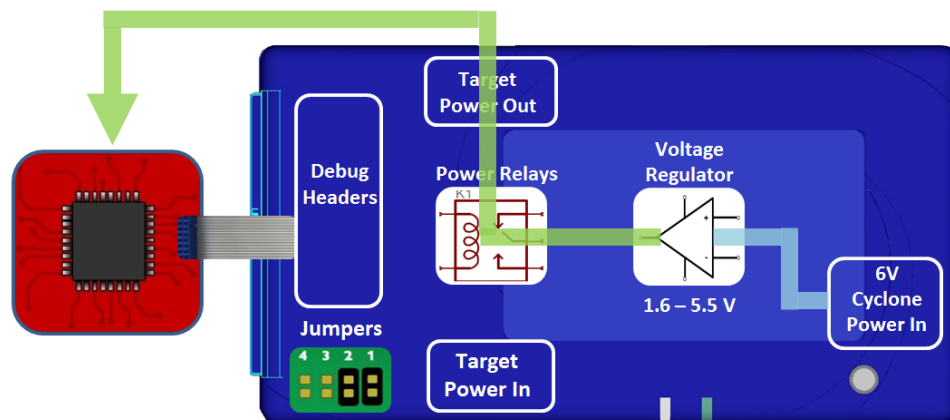 Target
Power Out
Voltage
Regulator
Debug
Headers
Power Relays
K1
+
-
6V
Cyclone
Power In
1.6 – 5.5 V
Jumpers
4 3 2 1
Target
Power In